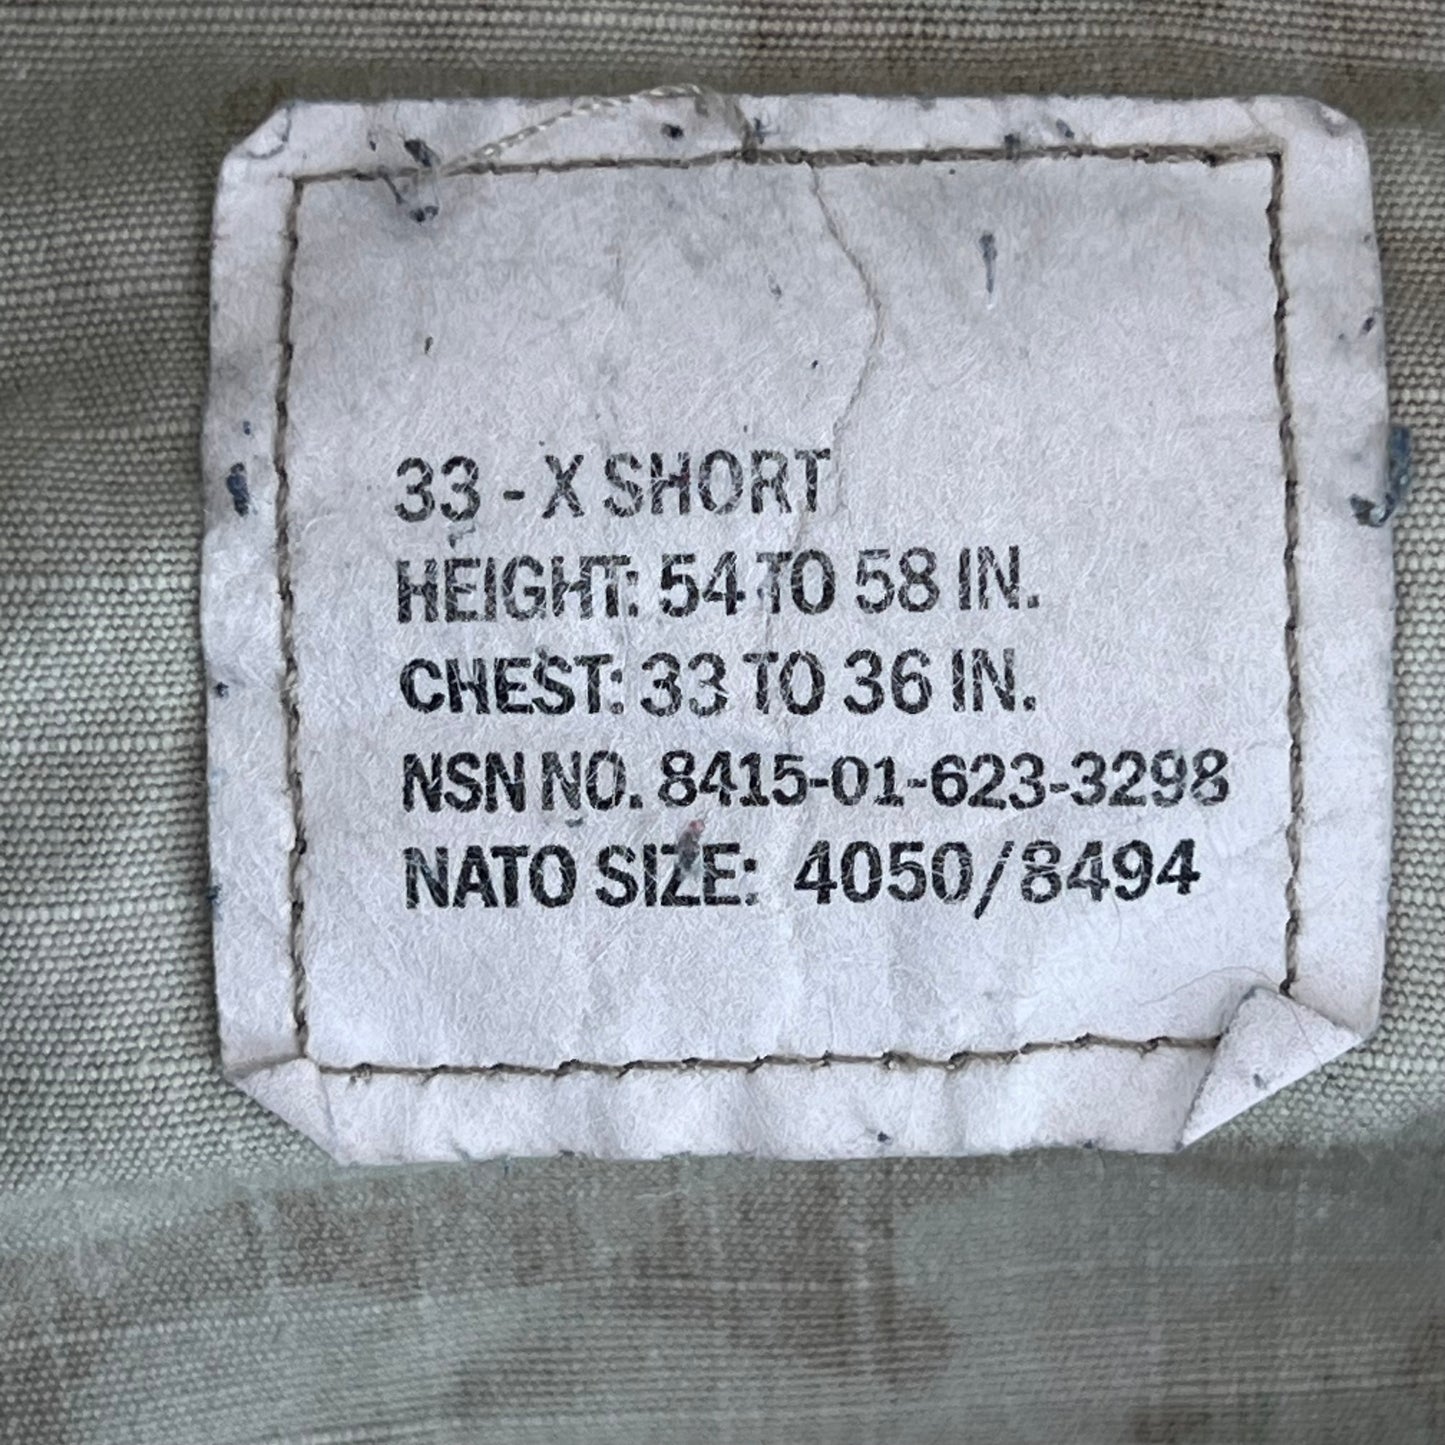 33 - X SHORT
HEIGHT: 54 TO 58 IN.
CHEST: 33 TO 36 IN.
NSN NO. 8415-01-623-3298
NATO SIZE: 4050/8494